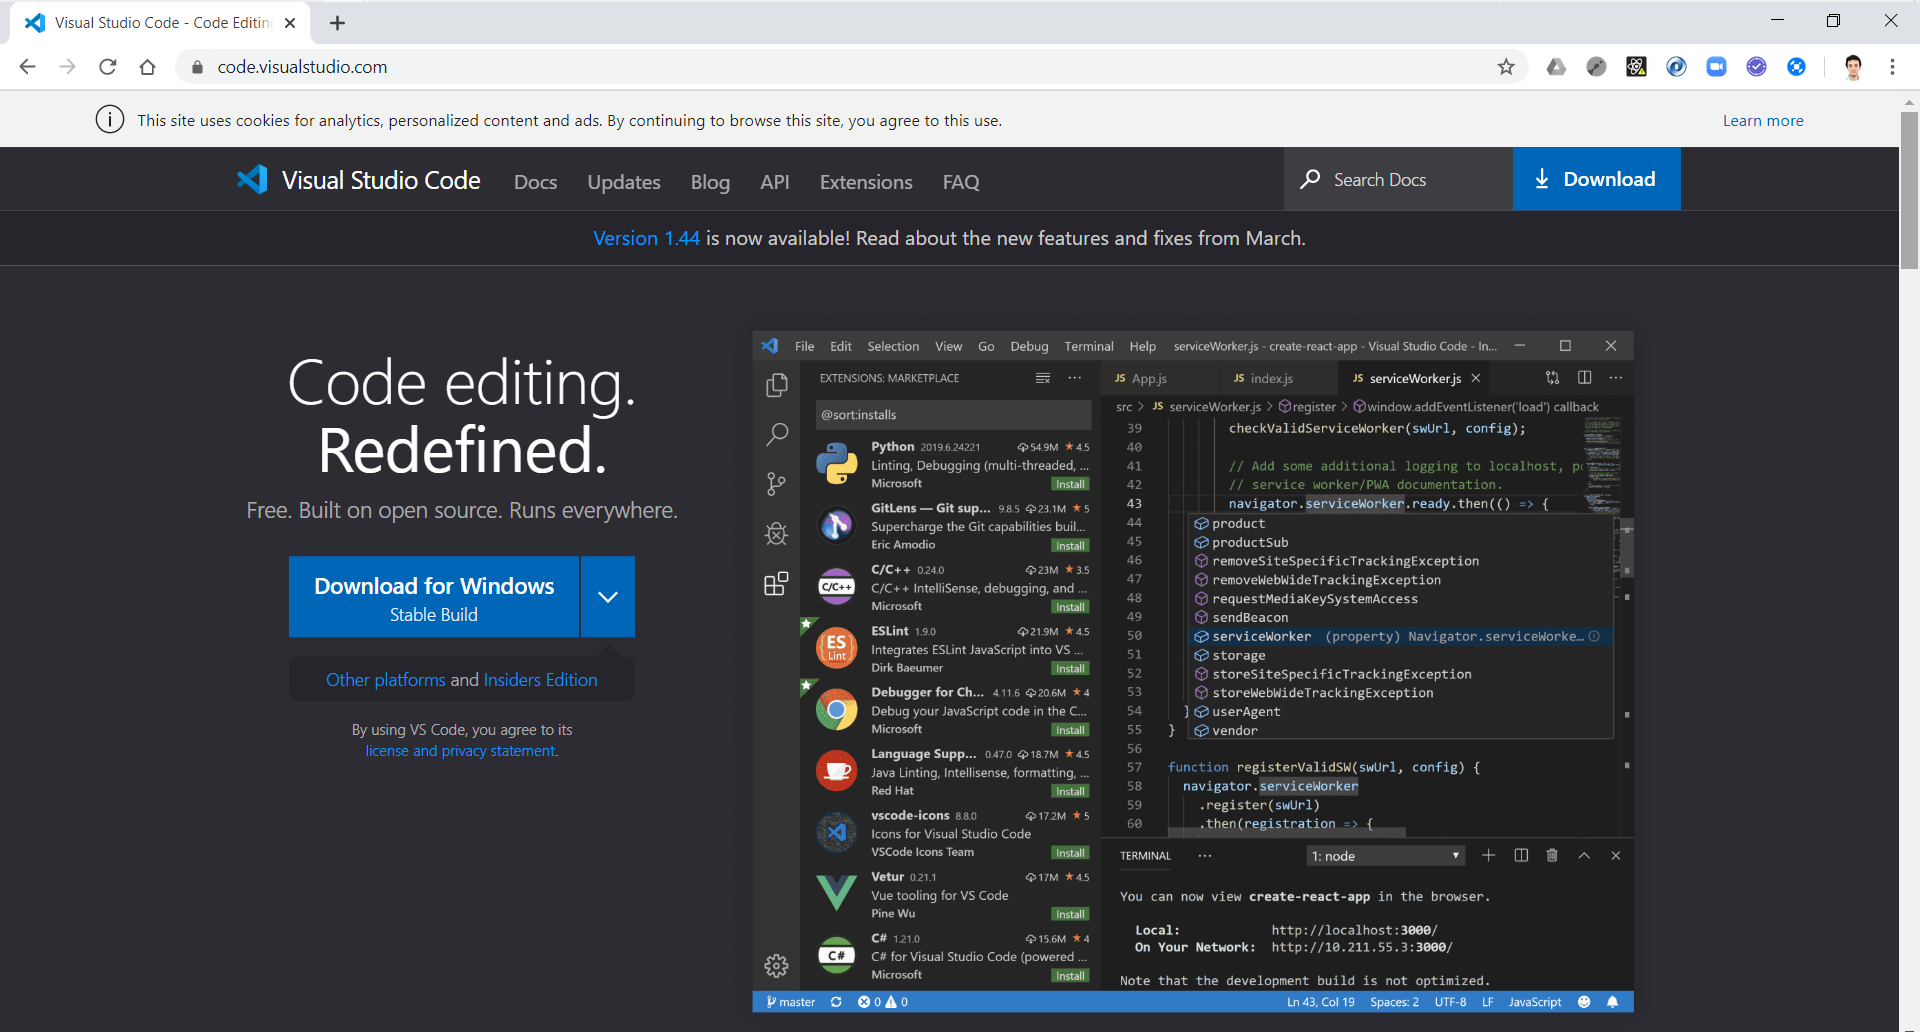 Visual Studio Code - Code Editing
code.visualstudio.com
This site uses cookies for analytics, personalized content and ads. By continuing to browse this site, you agree to this use.
Learn more
Visual Studio Code
Docs
Updates
Blog
API
Extensions
FAQ
Search Docs
Download
Version 1.44 is now available! Read about the new features and fixes from March.
Code editing.
Redefined.
Free. Built on open source. Runs everywhere.
Download for Windows
Stable Build
Other platforms and Insiders Edition
By using VS Code, you agree to its
license and privacy statement.
File Edit Selection View Go Debug Terminal Help serviceWorker.js - create-react-app - Visual Studio Code - In...
EXTENSIONS: MARKETPLACE
@sort:installs
Python 2019.6.24221 54.9M ★ 4.5
Linting, Debugging (multi-threaded, ...
Microsoft Install
GitLens — Git sup... 9.8.5 23.1M ★ 5
Supercharge the Git capabilities buil...
Eric Amodio Install
C/C++
C/C++ 0.24.0 23M ★ 3.5
C/C++ IntelliSense, debugging, and ...
Microsoft Install
ES
Lint
ESLint 1.9.0 21.9M ★ 4.5
Integrates ESLint JavaScript into VS ...
Dirk Baeumer Install
Debugger for Ch... 4.11.6 20.6M ★ 4
Debug your JavaScript code in the C...
Microsoft Install
Language Supp... 0.47.0 18.7M ★ 4.5
Java Linting, Intellisense, formatting, ...
Red Hat Install
vscode-icons 8.8.0 17.2M ★ 5
Icons for Visual Studio Code
VSCode Icons Team Install
Vetur 0.21.1 17M ★ 4.5
Vue tooling for VS Code
Pine Wu Install
C#
C# 1.21.0 15.6M ★ 4
C# for Visual Studio Code (powered ...
Microsoft Install
JS App.js
JS index.js
JS serviceWorker.js
src > JS serviceWorker.js > register > window.addEventListener('load') callback
39 checkValidServiceWorker(swUrl, config);
40
41 // Add some additional logging to localhost, po
42 // service worker/PWA documentation.
43 navigator.serviceWorker.ready.then(() => {
44 product
45 productSub
46 removeSiteSpecificTrackingException
47 removeWebWideTrackingException
48 requestMediaKeySystemAccess
49 sendBeacon
50 serviceWorker (property) Navigator.serviceWorke...
51 storage
52 storeSiteSpecificTrackingException
53 storeWebWideTrackingException
54 } userAgent
55 } vendor
56
57 function registerValidSW(swUrl, config) {
58 navigator.serviceWorker
59 .register(swUrl)
60 .then(registration => {
TERMINAL ... 1: node
You can now view create-react-app in the browser.
Local: http://localhost:3000/
On Your Network: http://10.211.55.3:3000/
Note that the development build is not optimized.
master 0 0 Ln 43, Col 19 Spaces: 2 UTF-8 LF JavaScript